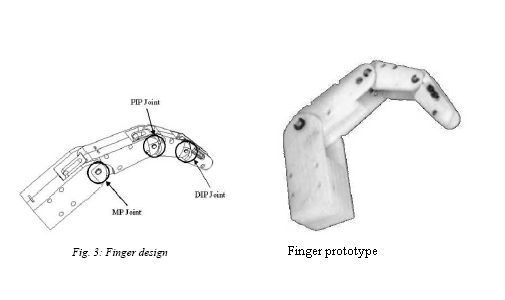 PIP Joint
DIP Joint
MP Joint
Fig. 3: Finger design
Finger prototype